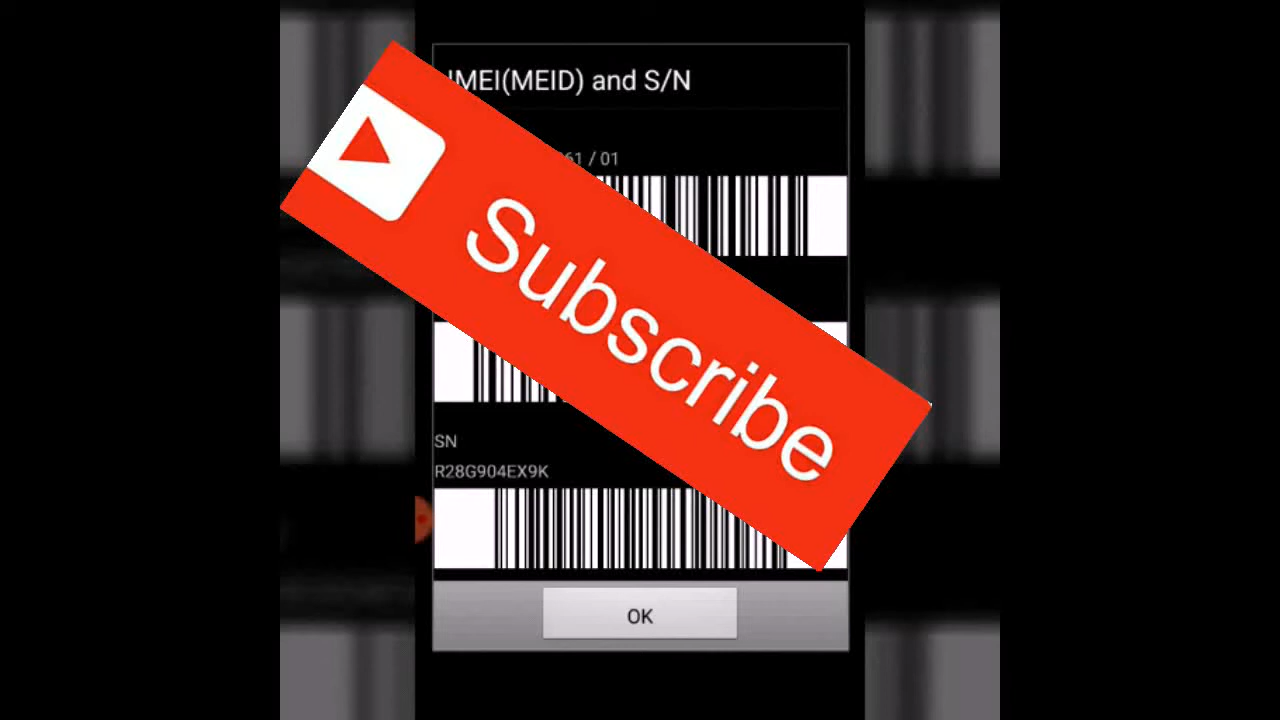 IMEI(MEID) and S/N
61 / 01
Subscribe
SN
R28G904EX9K
OK